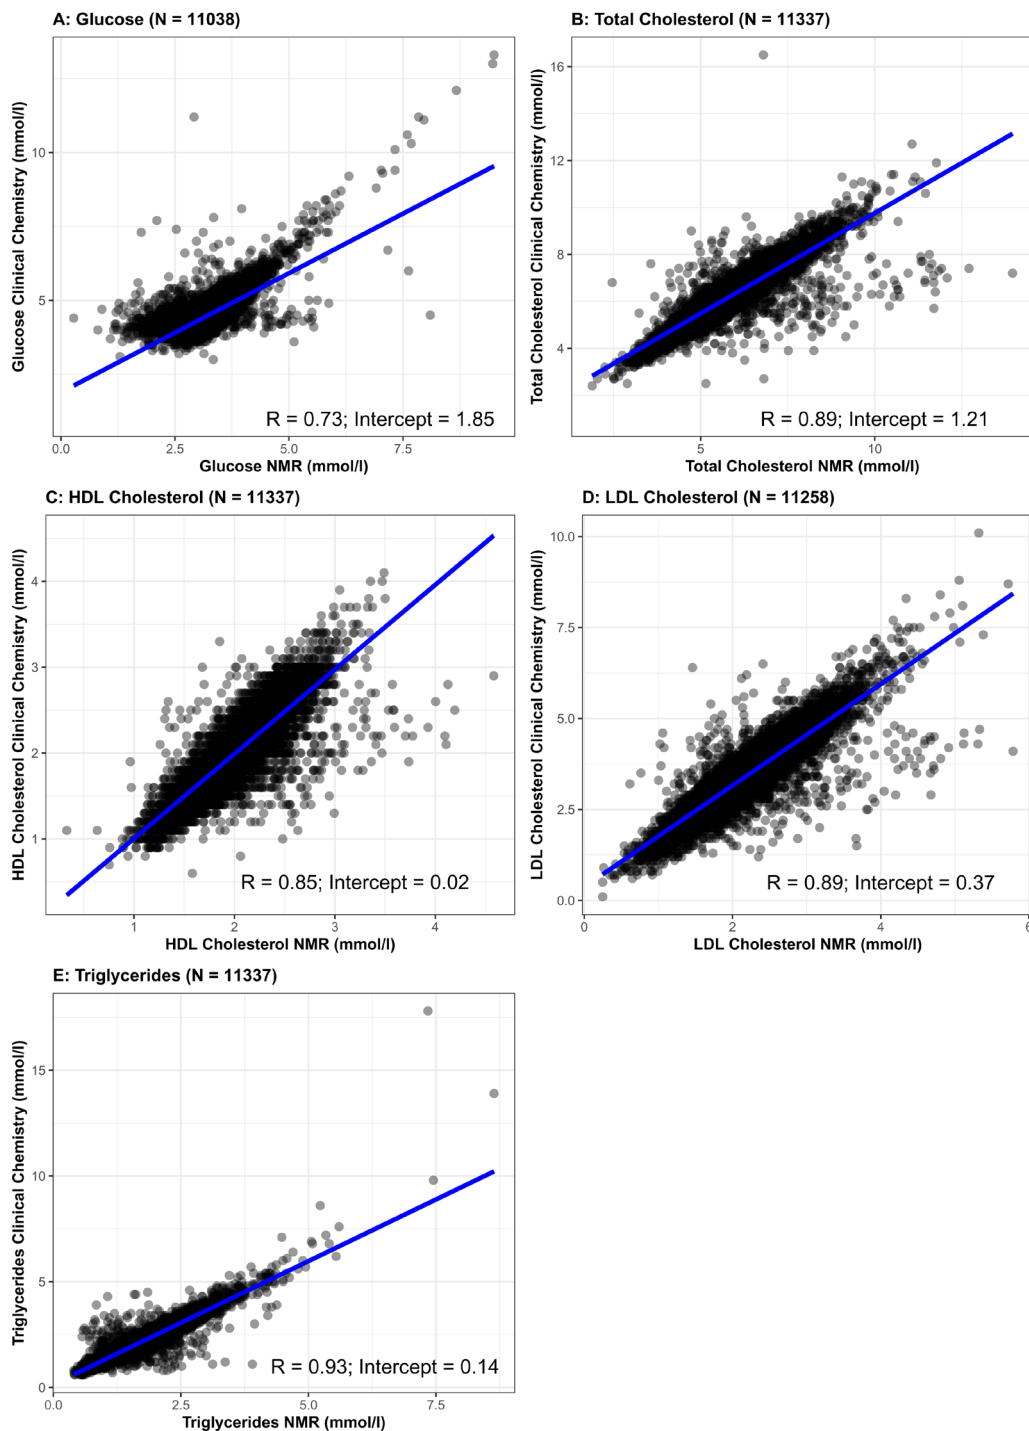 A: Glucose (N = 11038)
Glucose Clinical Chemistry (mmol/l)
10
5
R = 0.73; Intercept = 1.85
0.0 2.5 5.0 7.5
Glucose NMR (mmol/l)
B: Total Cholesterol (N = 11337)
Total Cholesterol Clinical Chemistry (mmol/l)
16
12
8
4
R = 0.89; Intercept = 1.21
5 10
Total Cholesterol NMR (mmol/l)
C: HDL Cholesterol (N = 11337)
HDL Cholesterol Clinical Chemistry (mmol/l)
4
3
2
1
R = 0.85; Intercept = 0.02
1 2 3 4
HDL Cholesterol NMR (mmol/l)
D: LDL Cholesterol (N = 11258)
LDL Cholesterol Clinical Chemistry (mmol/l)
10.0
7.5
5.0
2.5
0.0
R = 0.89; Intercept = 0.37
0 2 4 6
LDL Cholesterol NMR (mmol/l)
E: Triglycerides (N = 11337)
Triglycerides Clinical Chemistry (mmol/l)
15
10
5
0
R = 0.93; Intercept = 0.14
0.0 2.5 5.0 7.5
Triglycerides NMR (mmol/l)